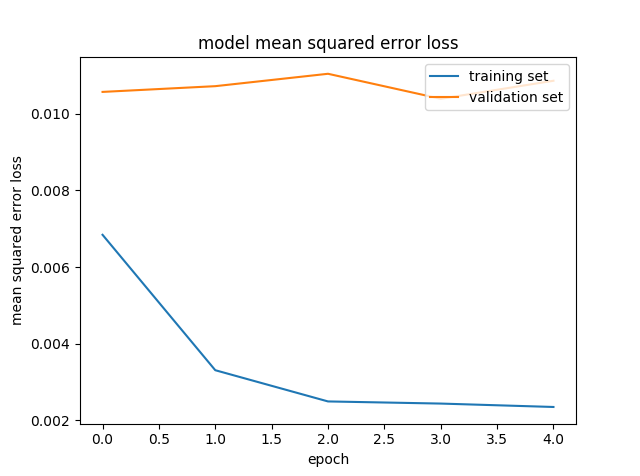 model mean squared error loss
training set
validation set
mean squared error loss
0.010
0.008
0.006
0.004
0.002
0.0 0.5 1.0 1.5 2.0 2.5 3.0 3.5 4.0
epoch